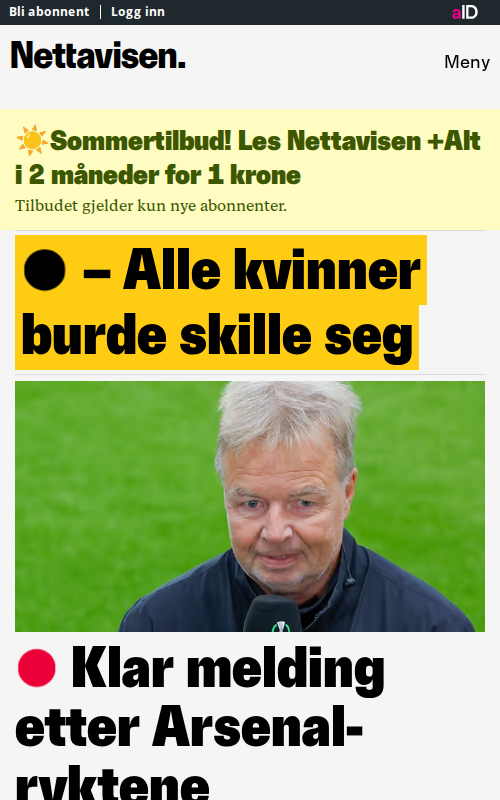 Bli abonnent | Logg inn
aID
Nettavisen.
Meny
☀️Sommertilbud! Les Nettavisen +Alt
i 2 måneder for 1 krone
Tilbudet gjelder kun nye abonnenter.
– Alle kvinner
burde skille seg
Klar melding
etter Arsenal-
ryktene